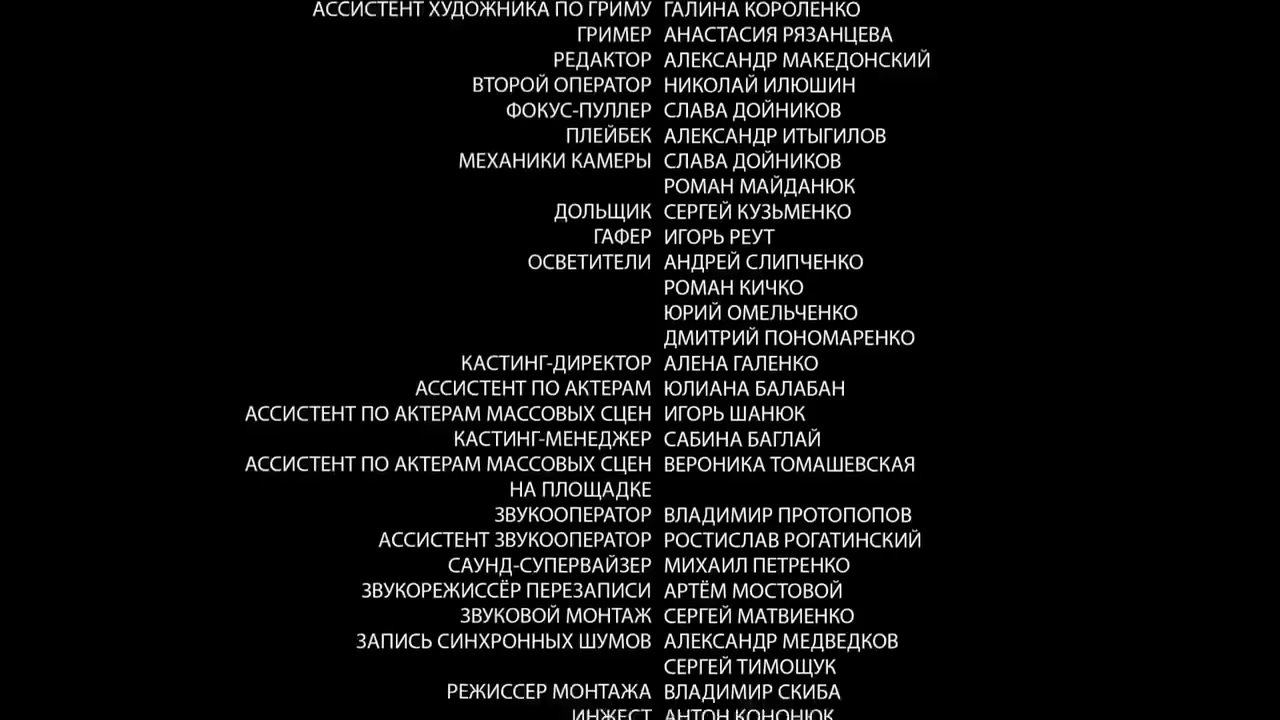 АССИСТЕНТ ХУДОЖНИКА ПО ГРИМУ ГАЛИНА КОРОЛЕНКО
ГРИМЕР АНАСТАСИЯ РЯЗАНЦЕВА
РЕДАКТОР АЛЕКСАНДР МАКЕДОНСКИЙ
ВТОРОЙ ОПЕРАТОР НИКОЛАЙ ИЛЮШИН
ФОКУС-ПУЛЛЕР СЛАВА ДОЙНИКОВ
ПЛЕЙБЕК АЛЕКСАНДР ИТЫГИЛОВ
МЕХАНИКИ КАМЕРЫ СЛАВА ДОЙНИКОВ
РОМАН МАЙДАНЮК
ДОЛЬЩИК СЕРГЕЙ КУЗЬМЕНКО
ГАФЕР ИГОРЬ РЕУТ
ОСВЕТИТЕЛИ АНДРЕЙ СЛИПЧЕНКО
РОМАН КИЧКО
ЮРИЙ ОМЕЛЬЧЕНКО
ДМИТРИЙ ПОНОМАРЕНКО
КАСТИНГ-ДИРЕКТОР АЛЕНА ГАЛЕНКО
АССИСТЕНТ ПО АКТЕРАМ ЮЛИАНА БАЛАБАН
АССИСТЕНТ ПО АКТЕРАМ МАССОВЫХ СЦЕН ИГОРЬ ШАНЮК
КАСТИНГ-МЕНЕДЖЕР САБИНА БАГЛАЙ
АССИСТЕНТ ПО АКТЕРАМ МАССОВЫХ СЦЕН ВЕРОНИКА ТОМАШЕВСКАЯ
НА ПЛОЩАДКЕ
ЗВУКООПЕРАТОР ВЛАДИМИР ПРОТОПОПОВ
АССИСТЕНТ ЗВУКООПЕРАТОР РОСТИСЛАВ РОГАТИНСКИЙ
САУНД-СУПЕРВАЙЗЕР МИХАИЛ ПЕТРЕНКО
ЗВУКОРЕЖИССЁР ПЕРЕЗАПИСИ АРТЁМ МОСТОВОЙ
ЗВУКОВОЙ МОНТАЖ СЕРГЕЙ МАТВИЕНКО
ЗАПИСЬ СИНХРОННЫХ ШУМОВ АЛЕКСАНДР МЕДВЕДКОВ
СЕРГЕЙ ТИМОЩУК
РЕЖИССЕР МОНТАЖА ВЛАДИМИР СКИБА
ИНЖЕСТ АНТОН КОНОНЮК